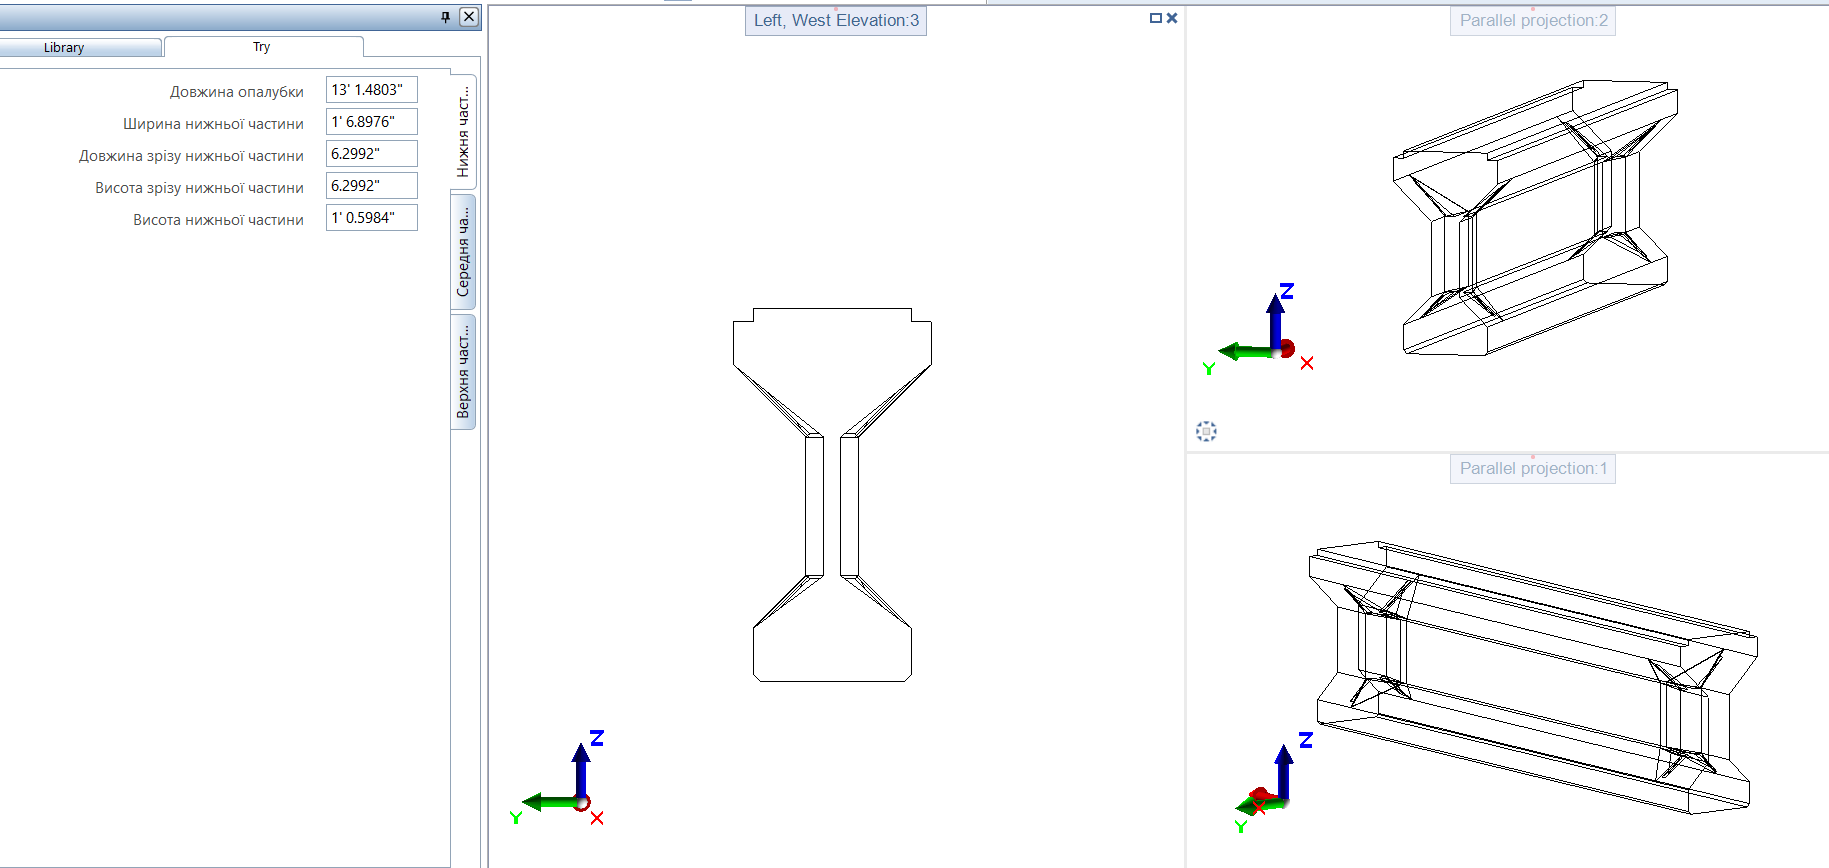 Library
Try
Довжина опалубки
13' 1.4803"
Ширина нижньої частини
1' 6.8976"
Довжина зрізу нижньої частини
6.2992"
Висота зрізу нижньої частини
6.2992"
Висота нижньої частини
1' 0.5984"
Нижня част...
Середня ча...
Верхня част...
Left, West Elevation:3
Z
Y
X
Parallel projection:2
Z
Y
X
Parallel projection:1
Z
X
Y